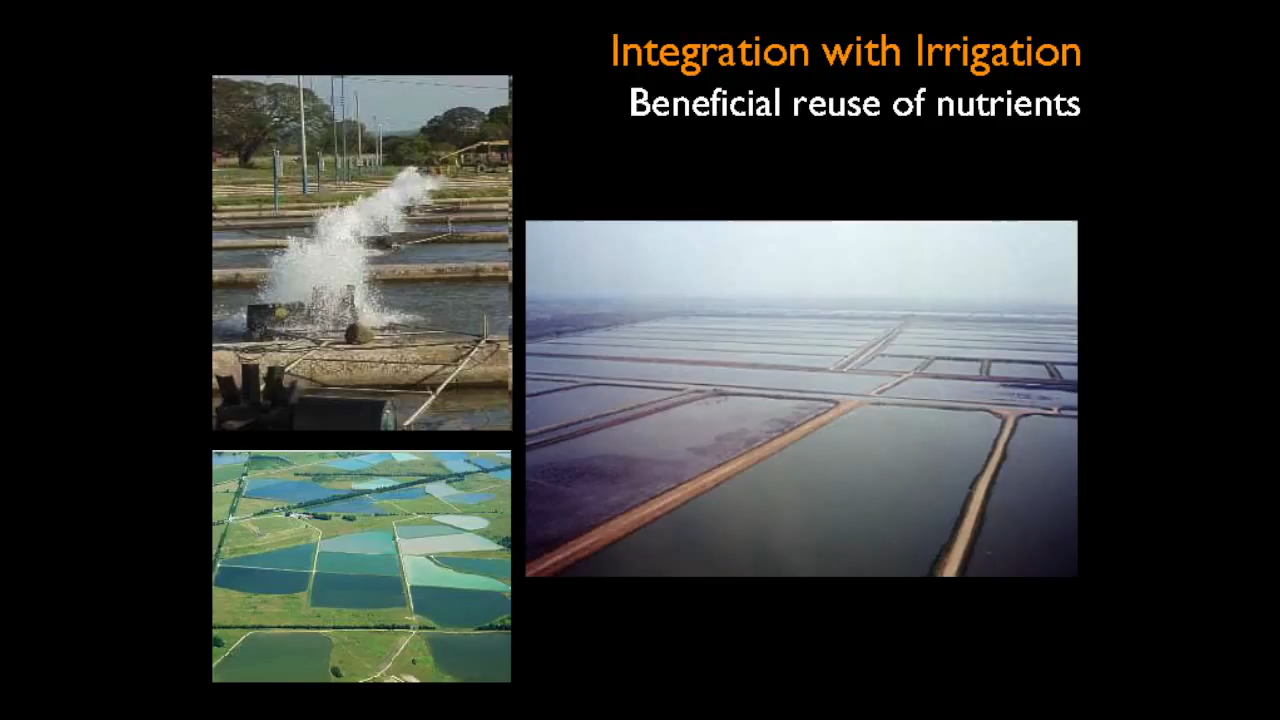 Integration with Irrigation
Beneficial reuse of nutrients